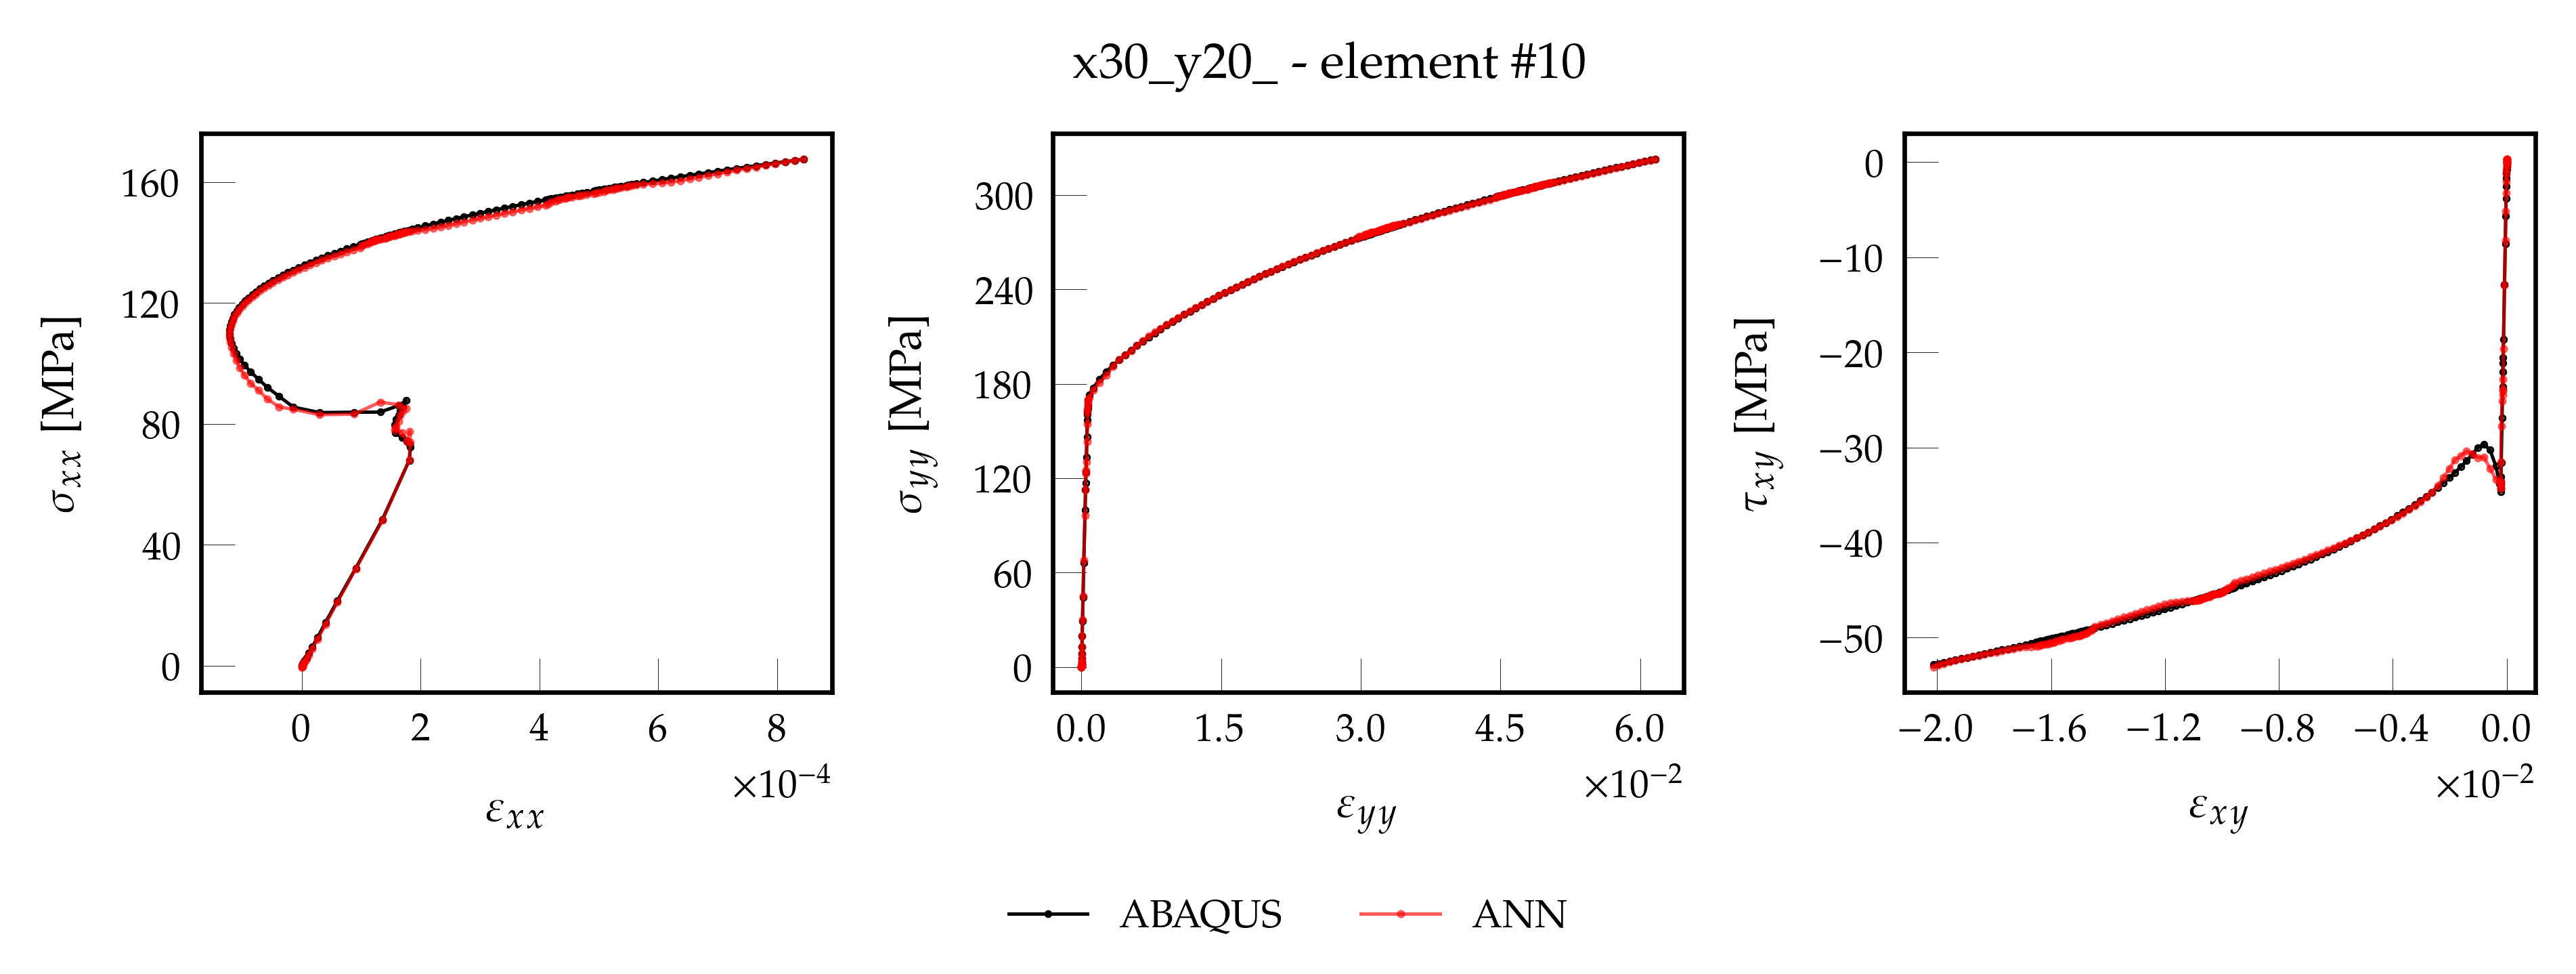 x30_y20_ - element #10
σxx [MPa]
160
120
80
40
0
0 2 4 6 8
×10−4
εxx
σyy [MPa]
300
240
180
120
60
0
0.0 1.5 3.0 4.5 6.0
×10−2
εyy
τxy [MPa]
0
−10
−20
−30
−40
−50
−2.0 −1.6 −1.2 −0.8 −0.4 0.0
×10−2
εxy
ABAQUS ANN